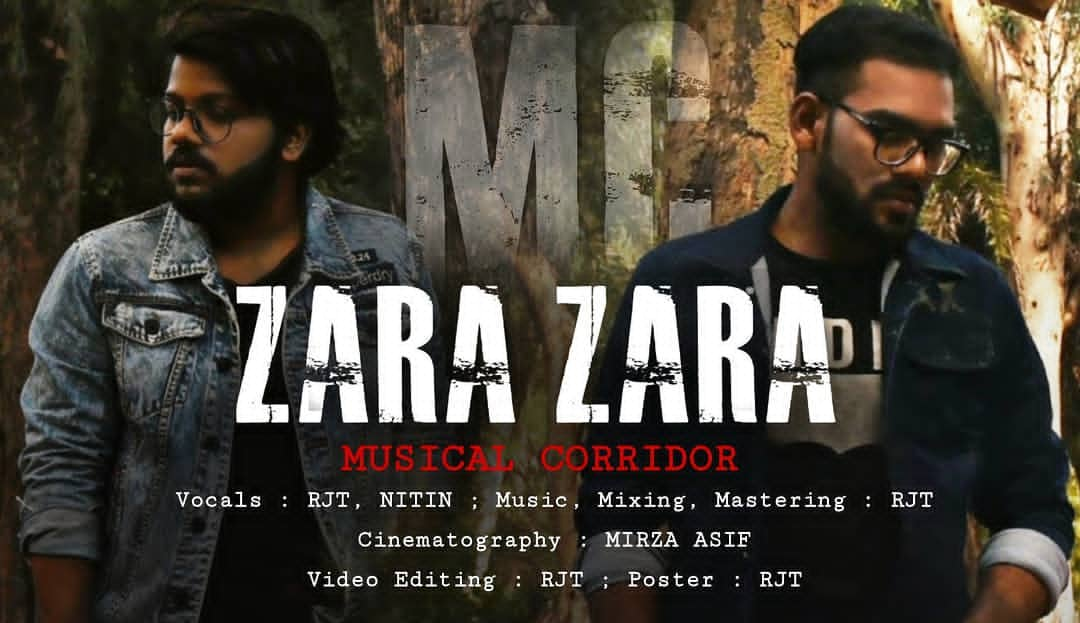 MC
ZARA ZARA
MUSICAL CORRIDOR
Vocals : RJT, NITIN ; Music, Mixing, Mastering : RJT
Cinematography : MIRZA ASIF
Video Editing : RJT ; Poster : RJT